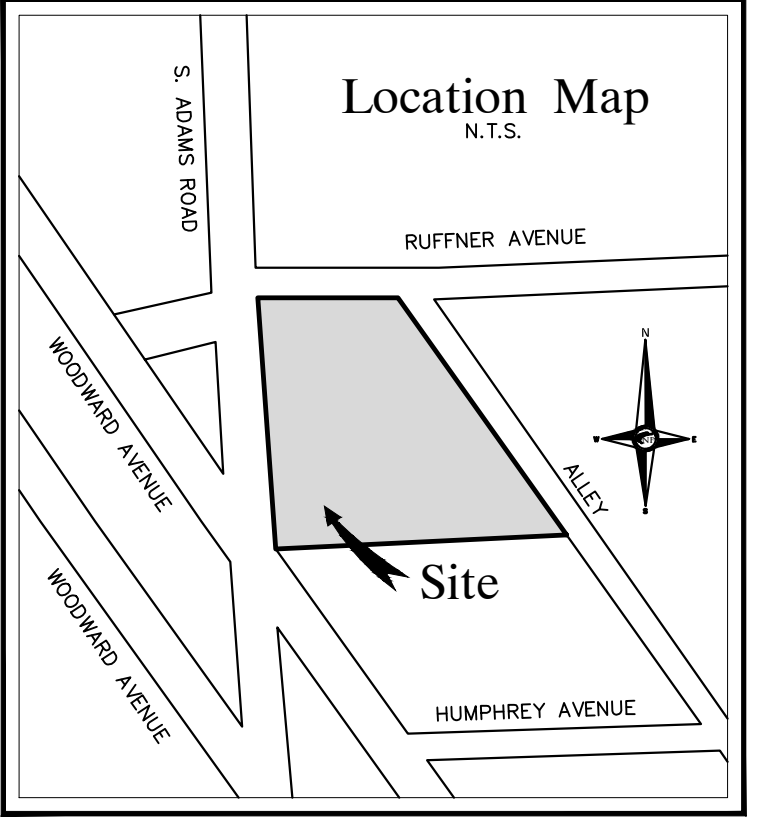 Location Map
N.T.S.
S. ADAMS ROAD
RUFFNER AVENUE
N
W
E
S
WOODWARD AVENUE
ALLEY
Site
WOODWARD AVENUE
HUMPHREY AVENUE